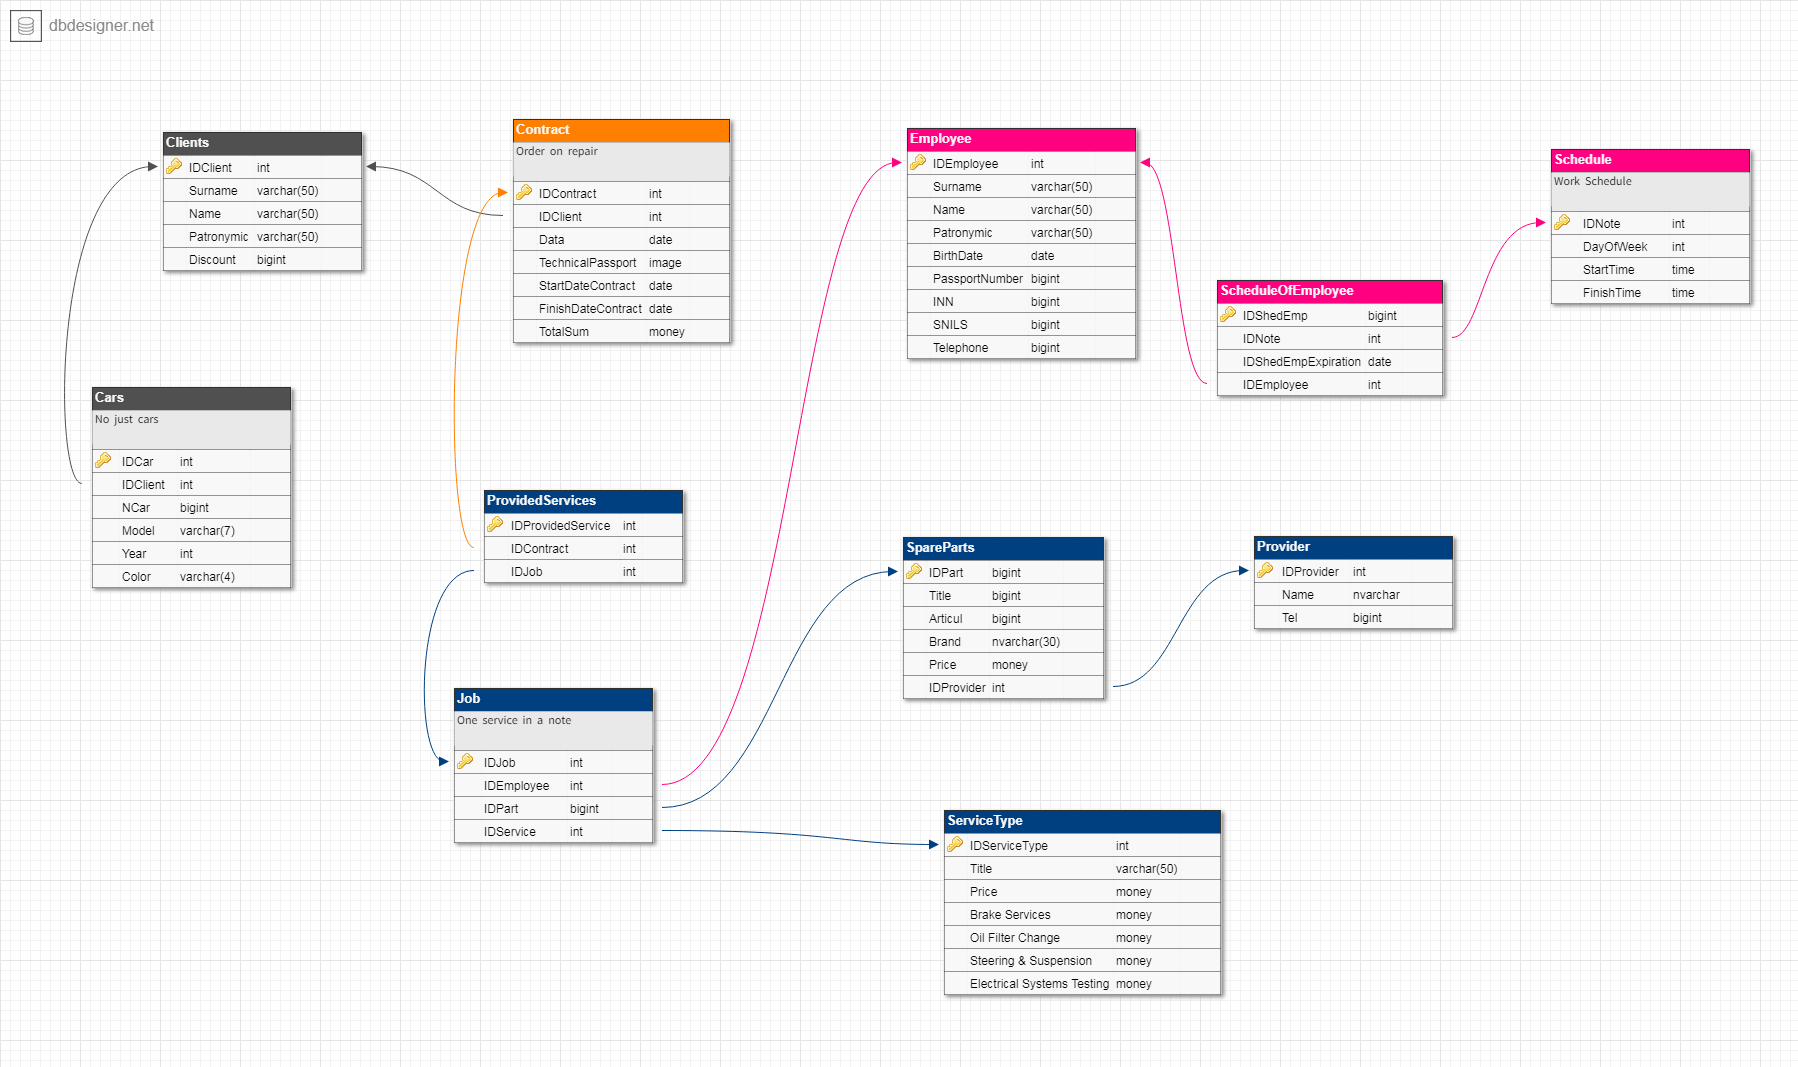 dbdesigner.net
Clients
IDClient int
Surname varchar(50)
Name varchar(50)
Patronymic varchar(50)
Discount bigint
Contract
Order on repair
IDContract int
IDClient int
Data date
TechnicalPassport image
StartDateContract date
FinishDateContract date
TotalSum money
Employee
IDEmployee int
Surname varchar(50)
Name varchar(50)
Patronymic varchar(50)
BirthDate date
PassportNumber bigint
INN bigint
SNILS bigint
Telephone bigint
Schedule
Work Schedule
IDNote int
DayOfWeek int
StartTime time
FinishTime time
ScheduleOfEmployee
IDShedEmp bigint
IDNote int
IDShedEmpExpiration date
IDEmployee int
Cars
No just cars
IDCar int
IDClient int
NCar bigint
Model varchar(7)
Year int
Color varchar(4)
ProvidedServices
IDProvidedService int
IDContract int
IDJob int
SpareParts
IDPart bigint
Title bigint
Articul bigint
Brand nvarchar(30)
Price money
IDProvider int
Provider
IDProvider int
Name nvarchar
Tel bigint
Job
One service in a note
IDJob int
IDEmployee int
IDPart bigint
IDService int
ServiceType
IDServiceType int
Title varchar(50)
Price money
Brake Services money
Oil Filter Change money
Steering & Suspension money
Electrical Systems Testing money